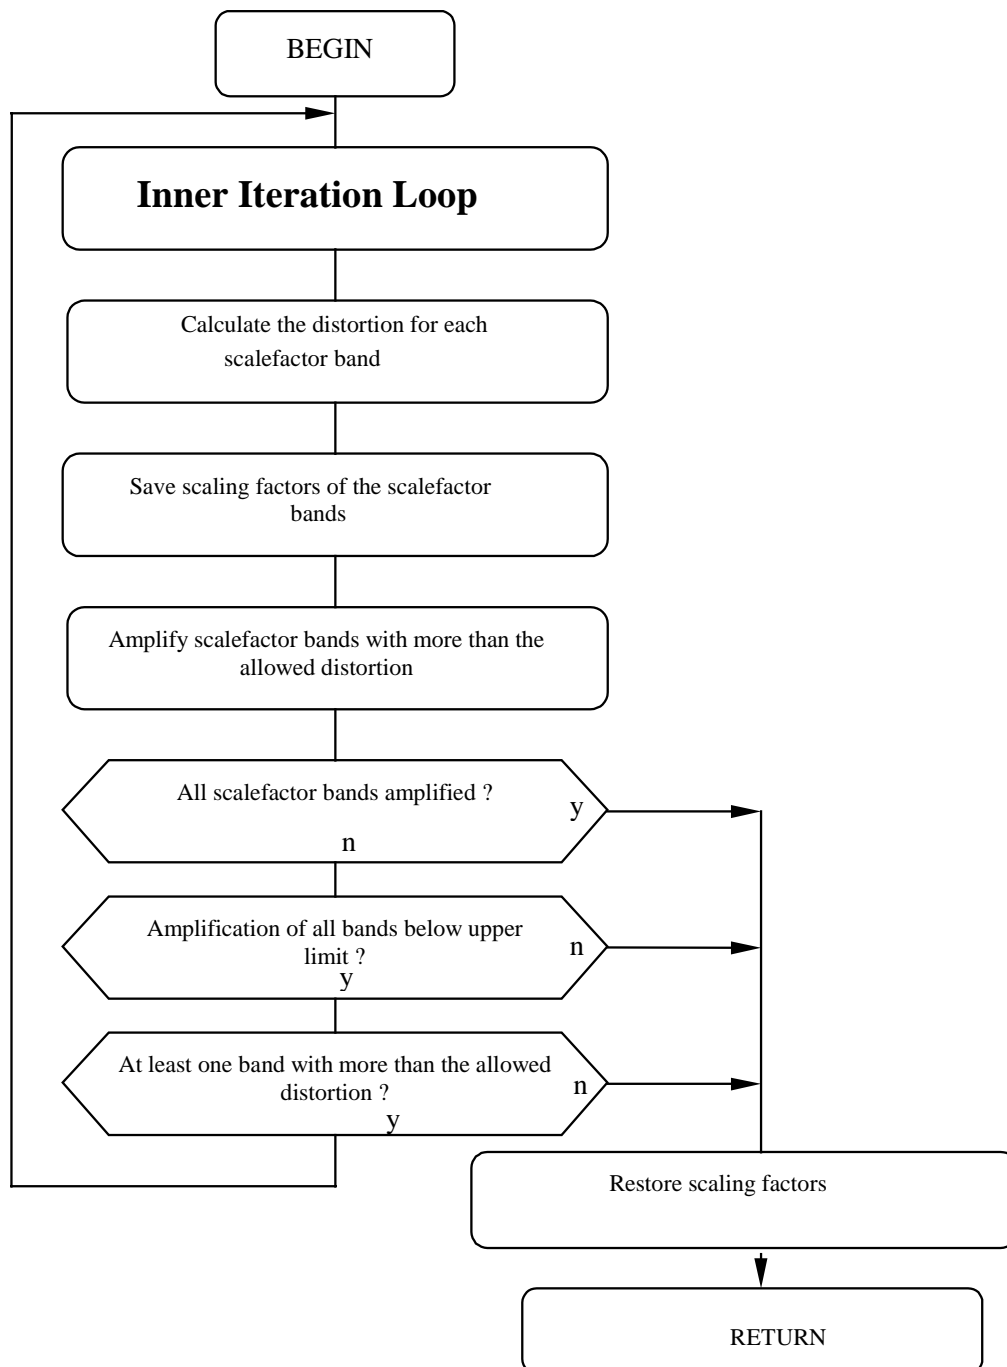 BEGIN
Inner Iteration Loop
Calculate the distortion for each
scalefactor band
Save scaling factors of the scalefactor
bands
Amplify scalefactor bands with more than the
allowed distortion
All scalefactor bands amplified ?
y
n
Amplification of all bands below upper
limit ?
n
y
At least one band with more than the allowed
distortion ?
n
y
Restore scaling factors
RETURN